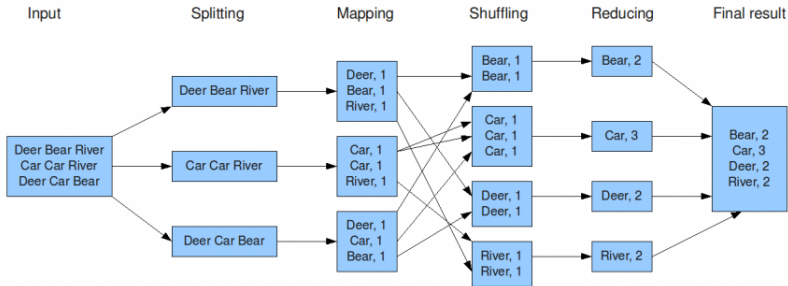 Input
Splitting
Mapping
Shuffling
Reducing
Final result
Deer Bear River
Car Car River
Deer Car Bear
Deer Bear River
Car Car River
Deer Car Bear
Deer, 1
Bear, 1
River, 1
Car, 1
Car, 1
River, 1
Deer, 1
Car, 1
Bear, 1
Bear, 1
Bear, 1
Car, 1
Car, 1
Car, 1
Deer, 1
Deer, 1
River, 1
River, 1
Bear, 2
Car, 3
Deer, 2
River, 2
Bear, 2
Car, 3
Deer, 2
River, 2